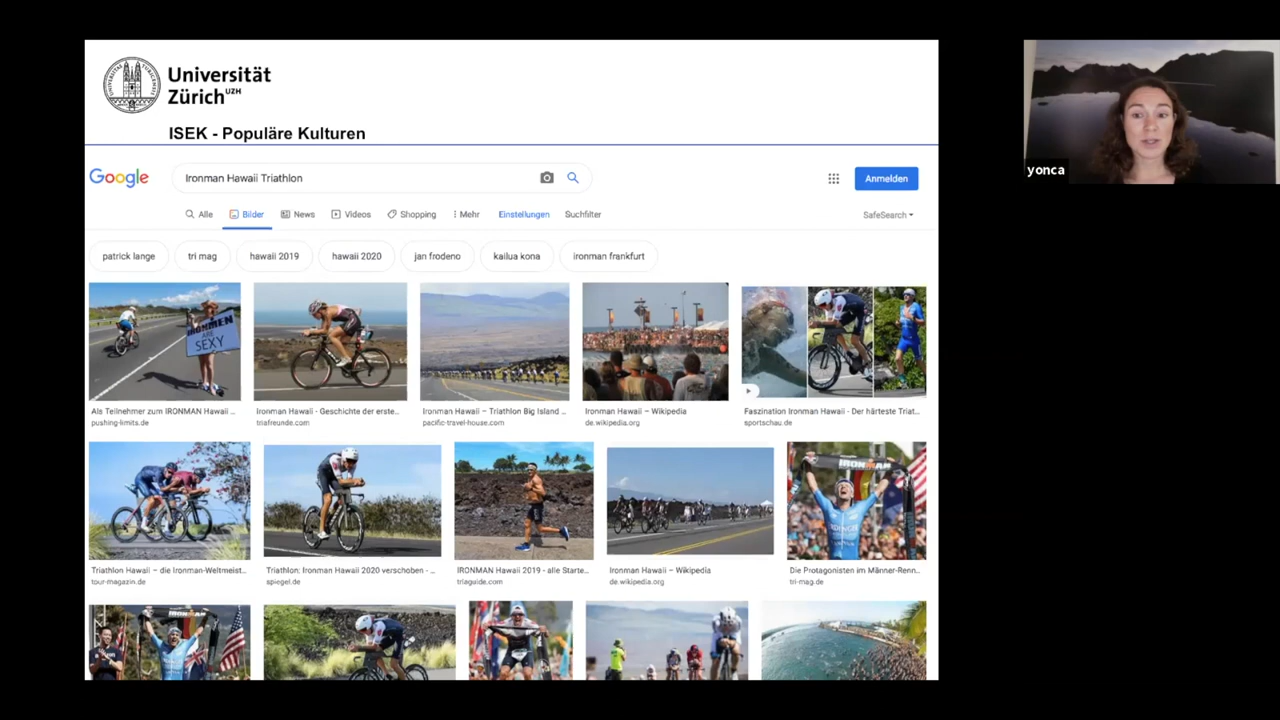 Universität
Zürich UZH
ISEK - Populäre Kulturen
Google
Ironman Hawaii Triathlon
Anmelden
Alle Bilder News Videos Shopping Mehr Einstellungen Suchfilter SafeSearch
patrick lange tri mag hawaii 2019 hawaii 2020 jan frodeno kailua kona ironman frankfurt
IRONMEN
ARE
SEXY
Als Teilnehmer zum IRONMAN Hawaii ...
pushing-limits.de
Ironman Hawaii - Geschichte der erste...
triafreunde.com
Ironman Hawaii – Triathlon Big Island ...
pacific-travel-house.com
Ironman Hawaii – Wikipedia
de.wikipedia.org
Faszination Ironman Hawaii - Der härteste Triat...
sportschau.de
IRONMAN
Triathlon Hawaii – die Ironman-Weltmeist...
tour-magazin.de
Triathlon: Ironman Hawaii 2020 verschoben - ...
spiegel.de
IRONMAN Hawaii 2019 - alle Starte...
triaguide.com
Ironman Hawaii – Wikipedia
de.wikipedia.org
Die Protagonisten im Männer-Renn...
tri-mag.de
IRONMAN
yonca